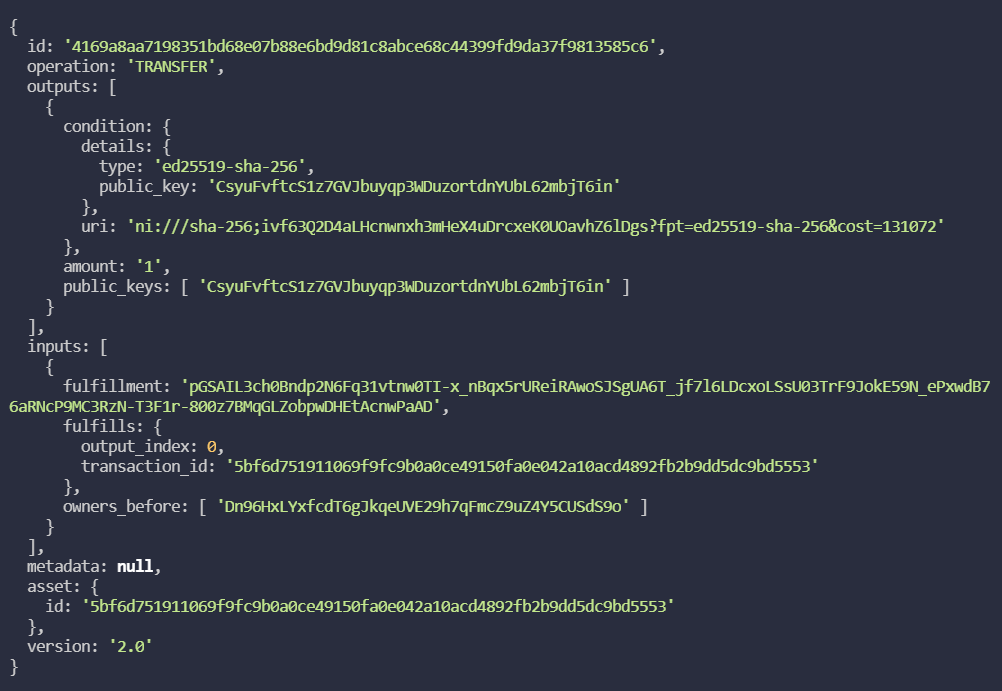 {
  id: '4169a8aa7198351bd68e07b88e6bd9d81c8abce68c44399fd9da37f9813585c6',
  operation: 'TRANSFER',
  outputs: [
    {
      condition: {
        details: {
          type: 'ed25519-sha-256',
          public_key: 'CsyuFvftcS1z7GVJbuyqp3WDuzortdnYUbL62mbjT6in'
        },
        uri: 'ni:///sha-256;ivf63Q2D4aLHcnwnxh3mHeX4uDrcxeK0UOavhZ6lDgs?fpt=ed25519-sha-256&cost=131072'
      },
      amount: '1',
      public_keys: [ 'CsyuFvftcS1z7GVJbuyqp3WDuzortdnYUbL62mbjT6in' ]
    }
  ],
  inputs: [
    {
      fulfillment: 'pGSAIL3ch0Bndp2N6Fq31vtnw0TI-x_nBqx5rUReiRAwoSJSgUA6T_jf7l6LDcxoLSsU03TrF9JokE59N_ePxwdB7
6aRNcP9MC3RzN-T3F1r-800z7BMqGLZobpwDHEtAcnwPaAD',
      fulfills: {
        output_index: 0,
        transaction_id: '5bf6d751911069f9fc9b0a0ce49150fa0e042a10acd4892fb2b9dd5dc9bd5553'
      },
      owners_before: [ 'Dn96HxLYxfcdT6gJkqeUVE29h7qFmcZ9uZ4Y5CUSdS9o' ]
    }
  ],
  metadata: null,
  asset: {
    id: '5bf6d751911069f9fc9b0a0ce49150fa0e042a10acd4892fb2b9dd5dc9bd5553'
  },
  version: '2.0'
}